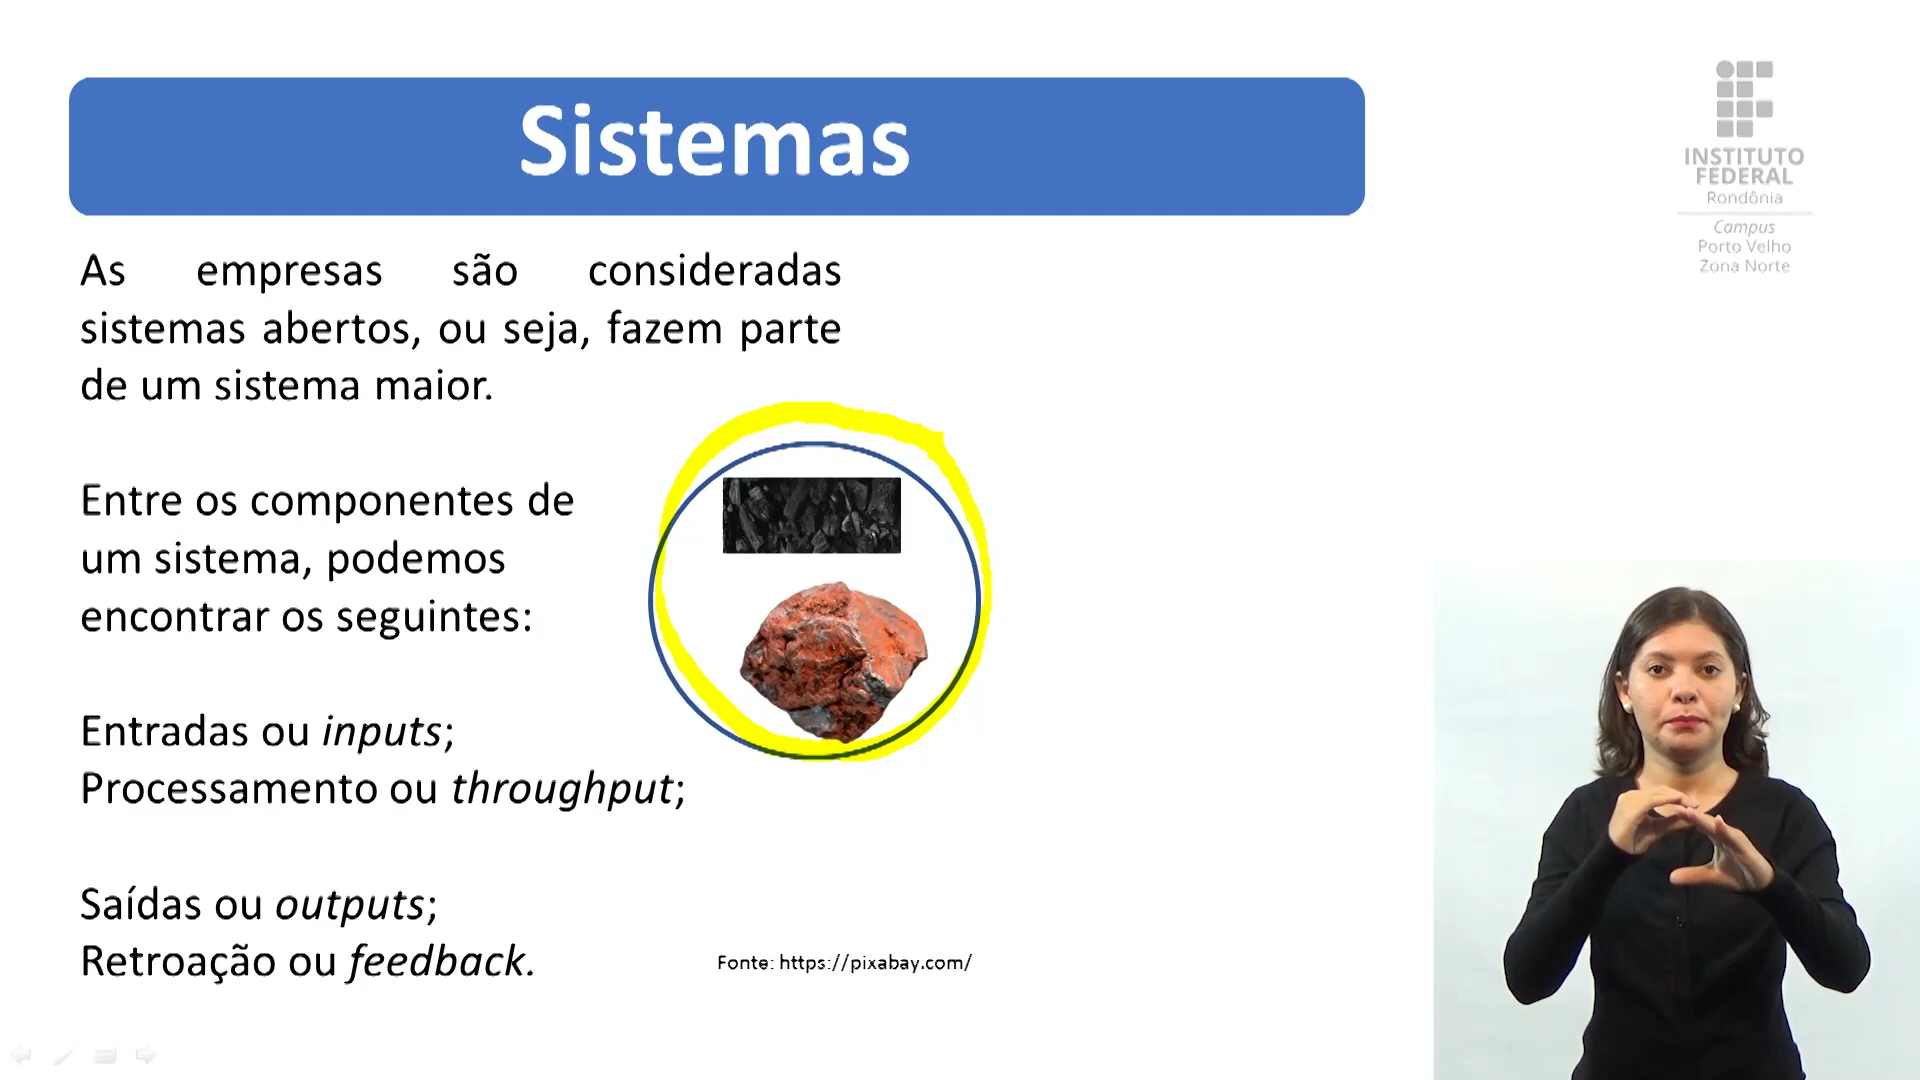 Sistemas
INSTITUTO
FEDERAL
Rondônia
Campus
Porto Velho
Zona Norte
As empresas são consideradas
sistemas abertos, ou seja, fazem parte
de um sistema maior.
Entre os componentes de
um sistema, podemos
encontrar os seguintes:
Entradas ou inputs;
Processamento ou throughput;
Saídas ou outputs;
Retroação ou feedback.
Fonte: https://pixabay.com/